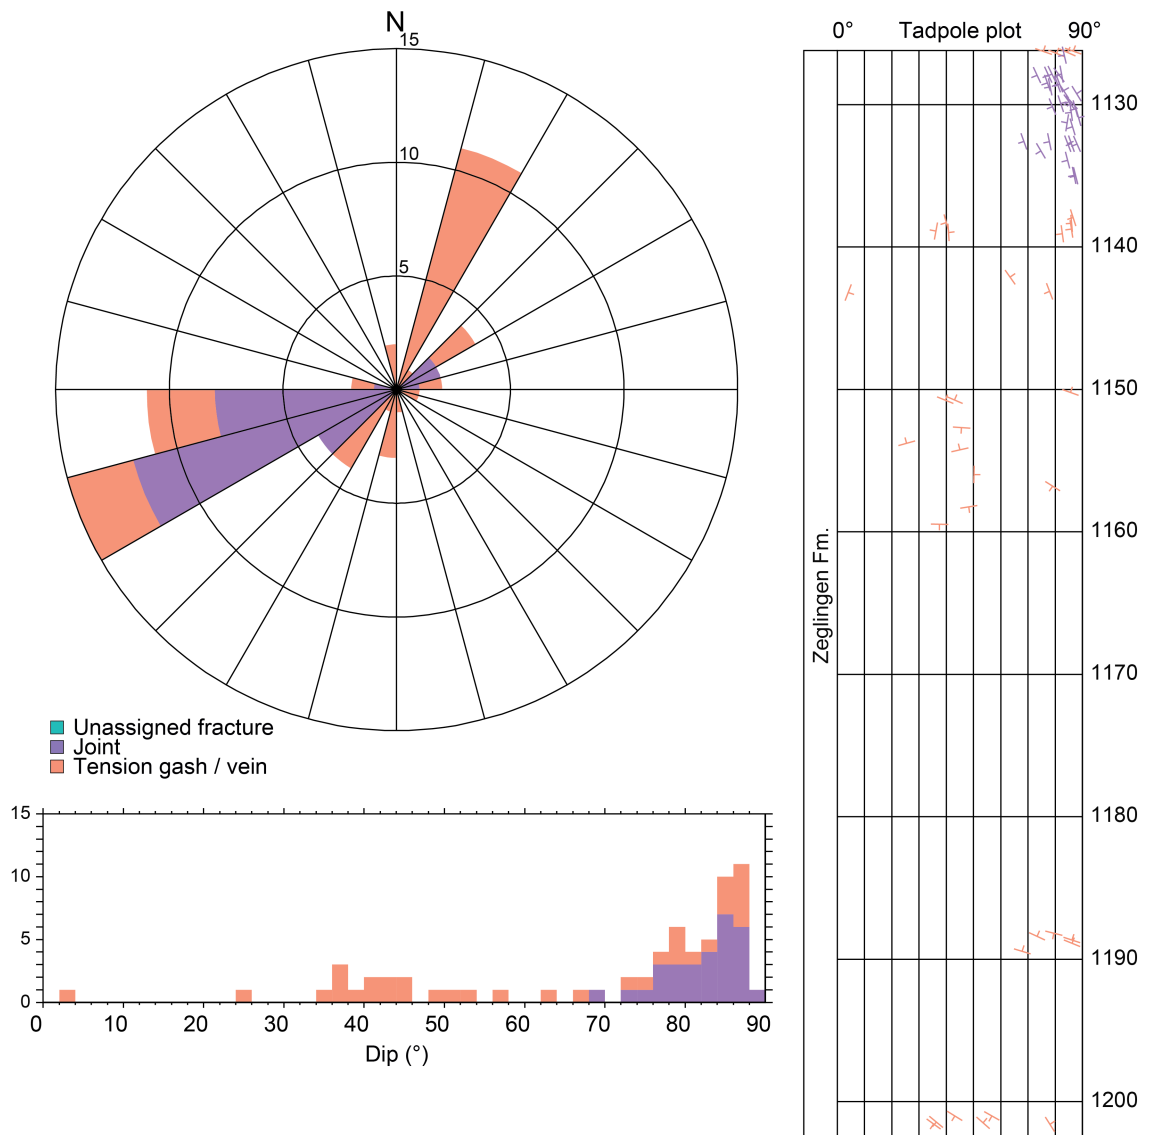 N
15
10
5
Unassigned fracture
Joint
Tension gash / vein
15
10
5
0
0 10 20 30 40 50 60 70 80 90
Dip (°)
0° Tadpole plot 90°
Zeglingen Fm.
1130
1140
1150
1160
1170
1180
1190
1200